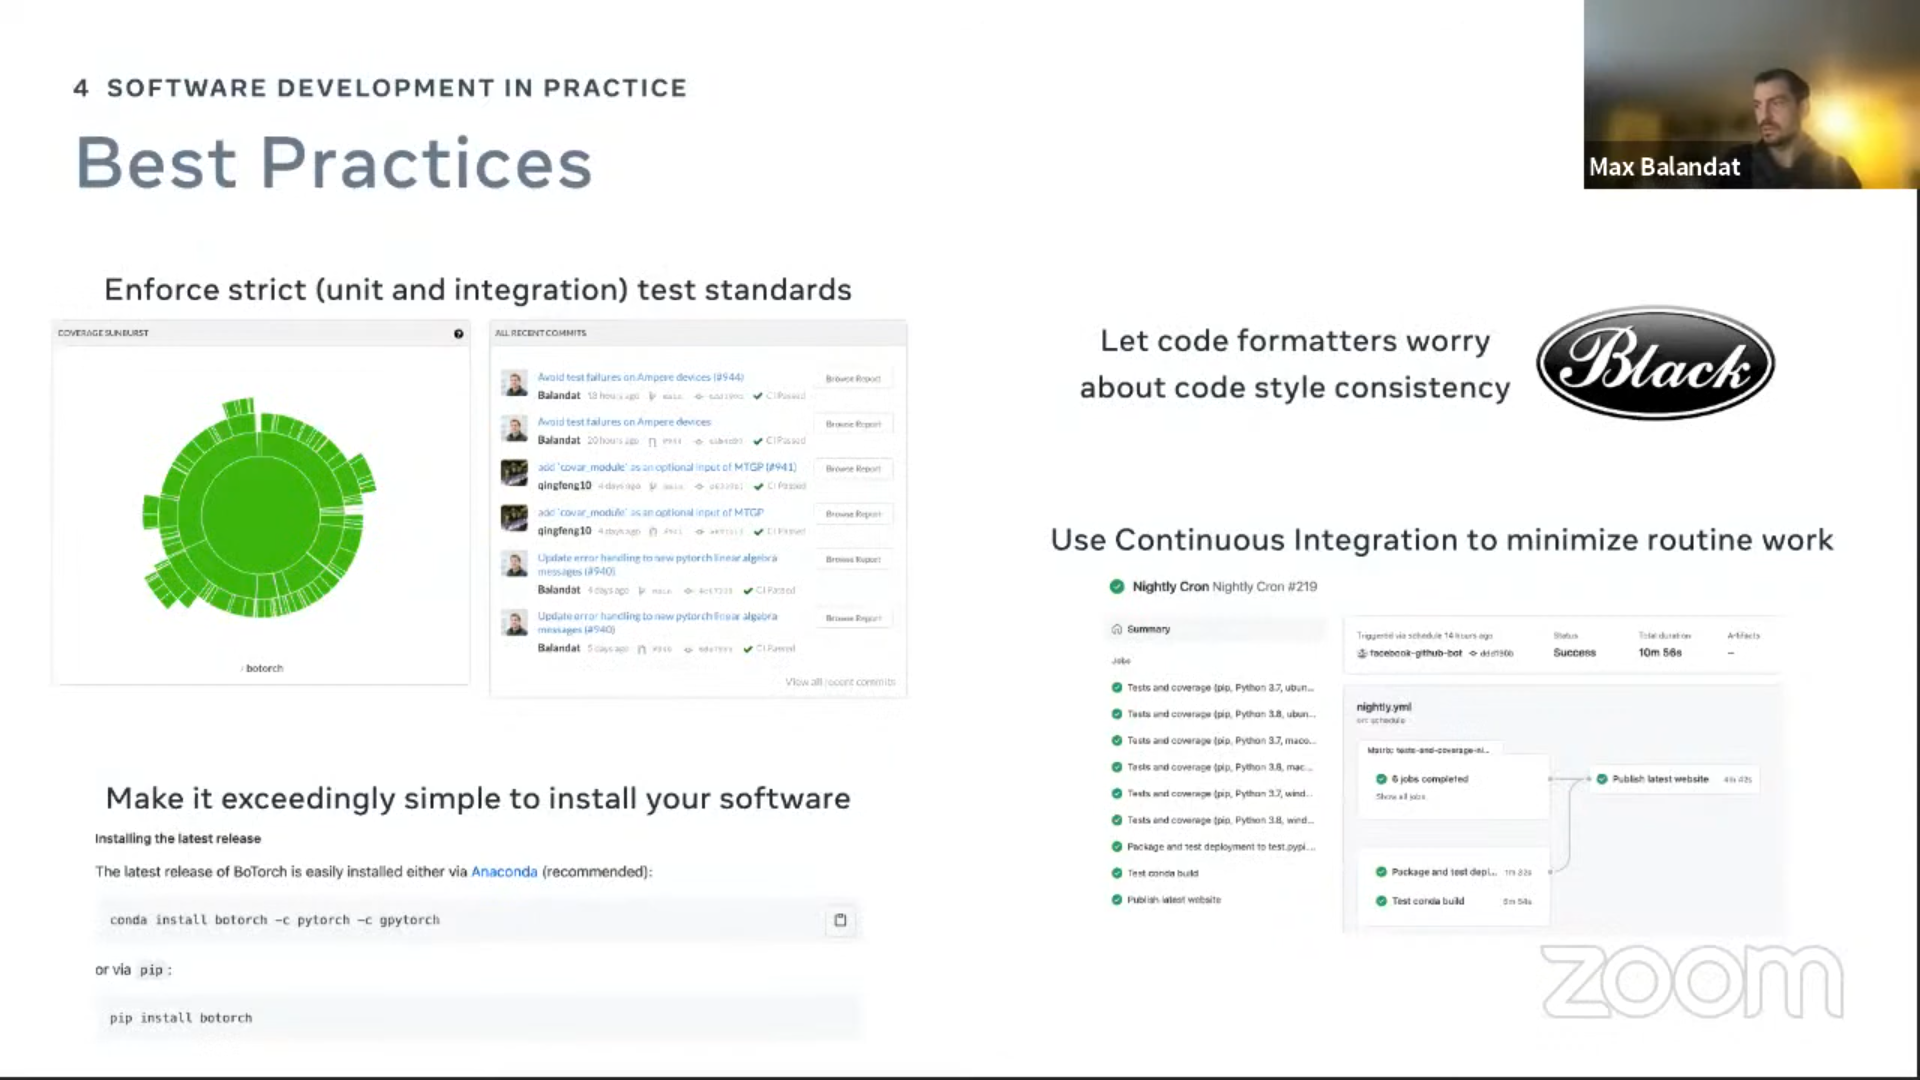 4 SOFTWARE DEVELOPMENT IN PRACTICE
Best Practices
Max Balandat
Enforce strict (unit and integration) test standards
COVERAGE SUNBURST
botorch
ALL RECENT COMMITS
Avoid test failures on Ampere devices (#944)
Browse Report
Balandat 18 hours ago CI Passed
Avoid test failures on Ampere devices
Browse Report
Balandat 20 hours ago CI Passed
add `covar_module` as an optional input of MTGP (#941)
Browse Report
qingfeng10 4 days ago CI Passed
add `covar_module` as an optional input of MTGP
Browse Report
qingfeng10 4 days ago CI Passed
Update error handling to new pytorch linear algebra
messages (#940)
Browse Report
Balandat 4 days ago CI Passed
Update error handling to new pytorch linear algebra
messages (#940)
Browse Report
Balandat 5 days ago CI Passed
View all recent commits
Make it exceedingly simple to install your software
Installing the latest release
The latest release of BoTorch is easily installed either via Anaconda (recommended):
conda install botorch -c pytorch -c gpytorch
or via pip :
pip install botorch
Let code formatters worry
about code style consistency
Black
Use Continuous Integration to minimize routine work
Nightly Cron Nightly Cron #219
Summary
Jobs
Tests and coverage (pip, Python 3.7, ubun...
Tests and coverage (pip, Python 3.8, ubun...
Tests and coverage (pip, Python 3.7, maco...
Tests and coverage (pip, Python 3.8, mac...
Tests and coverage (pip, Python 3.7, wind...
Tests and coverage (pip, Python 3.8, wind...
Package and test deployment to test.pypi...
Test conda build
Publish latest website
Triggered via schedule 14 hours ago
facebook-github-bot
Status
Success
Total duration
10m 56s
Artifacts
–
nightly.yml
on: schedule
Matrix: tests-and-coverage-ni...
6 jobs completed
Show all jobs
Publish latest website 4m 42s
Package and test depl... 1m 22s
Test conda build
zoom